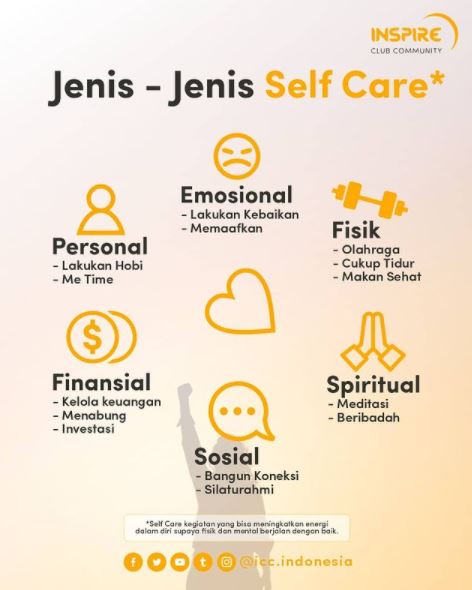 INSPIRE
CLUB COMMUNITY
Jenis - Jenis Self Care*
Emosional
- Lakukan Kebaikan
- Memaafkan
Personal
- Lakukan Hobi
- Me Time
Fisik
- Olahraga
- Cukup Tidur
- Makan Sehat
$
Finansial
- Kelola keuangan
- Menabung
- Investasi
Spiritual
- Meditasi
- Beribadah
Sosial
- Bangun Koneksi
- Silaturahmi
*Self Care kegiatan yang bisa meningkatkan energi
dalam diri supaya fisik dan mental berjalan dengan baik.
@icc.indonesia